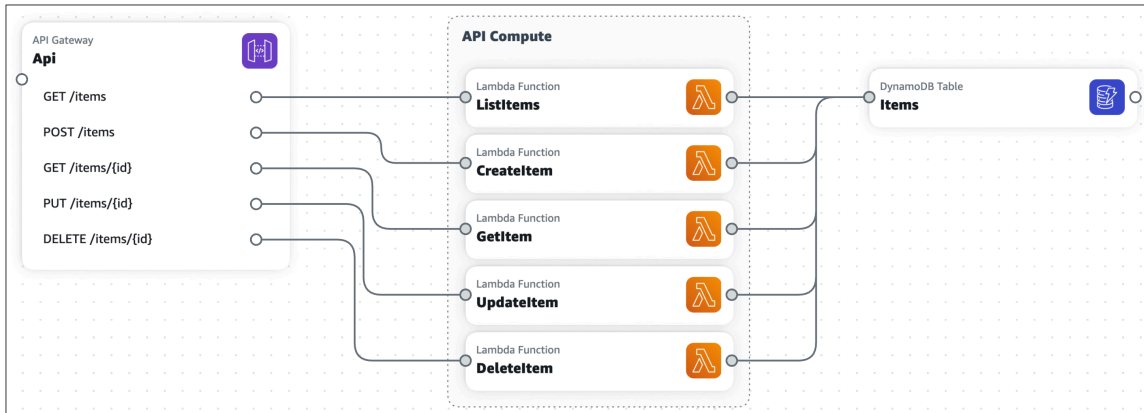 API Gateway
Api
GET /items
POST /items
GET /items/{id}
PUT /items/{id}
DELETE /items/{id}
API Compute
Lambda Function
ListItems
Lambda Function
CreateItem
Lambda Function
GetItem
Lambda Function
UpdateItem
Lambda Function
DeleteItem
DynamoDB Table
Items